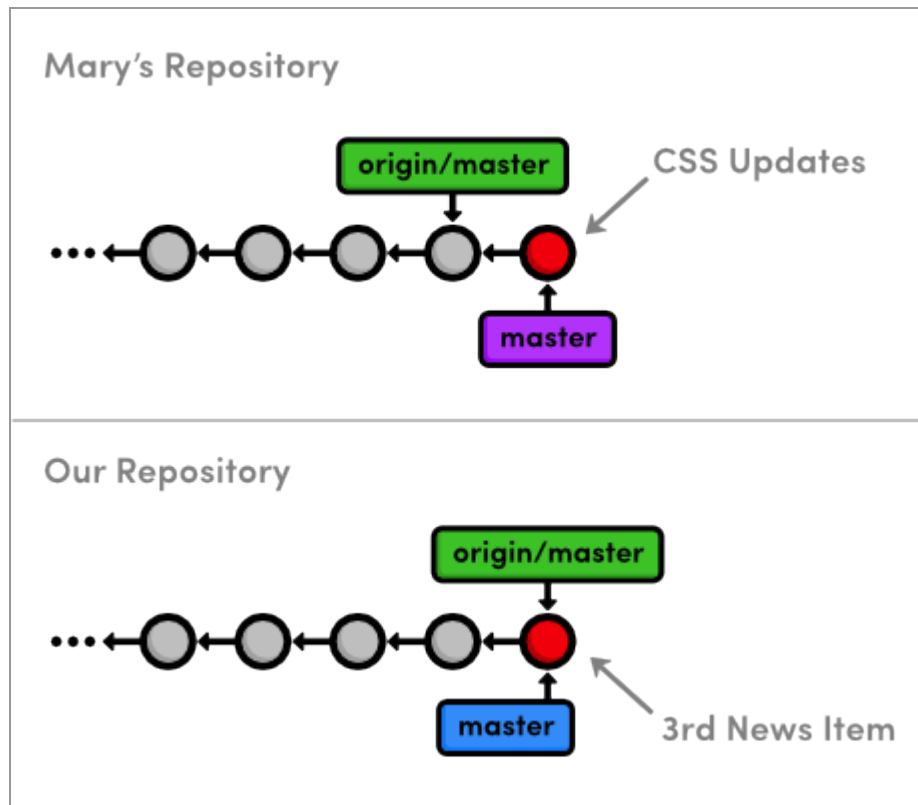 Mary's Repository
origin/master
CSS Updates
master
Our Repository
origin/master
master
3rd News Item